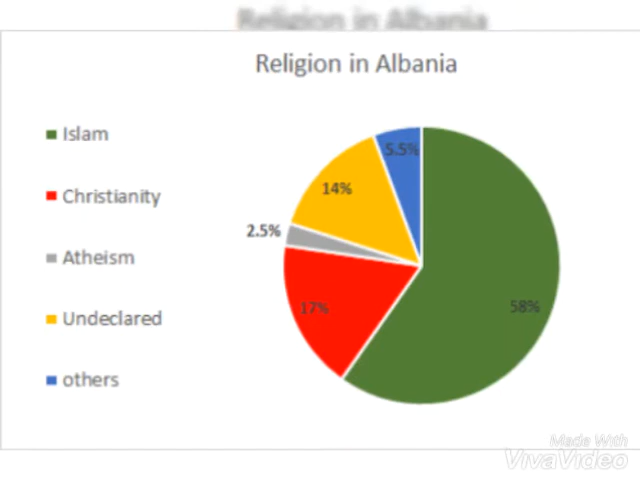 Religion in Albania
Religion in Albania
Islam
Christianity
Atheism
Undeclared
others
5.5%
14%
2.5%
17%
58%
Made With
VivaVideo